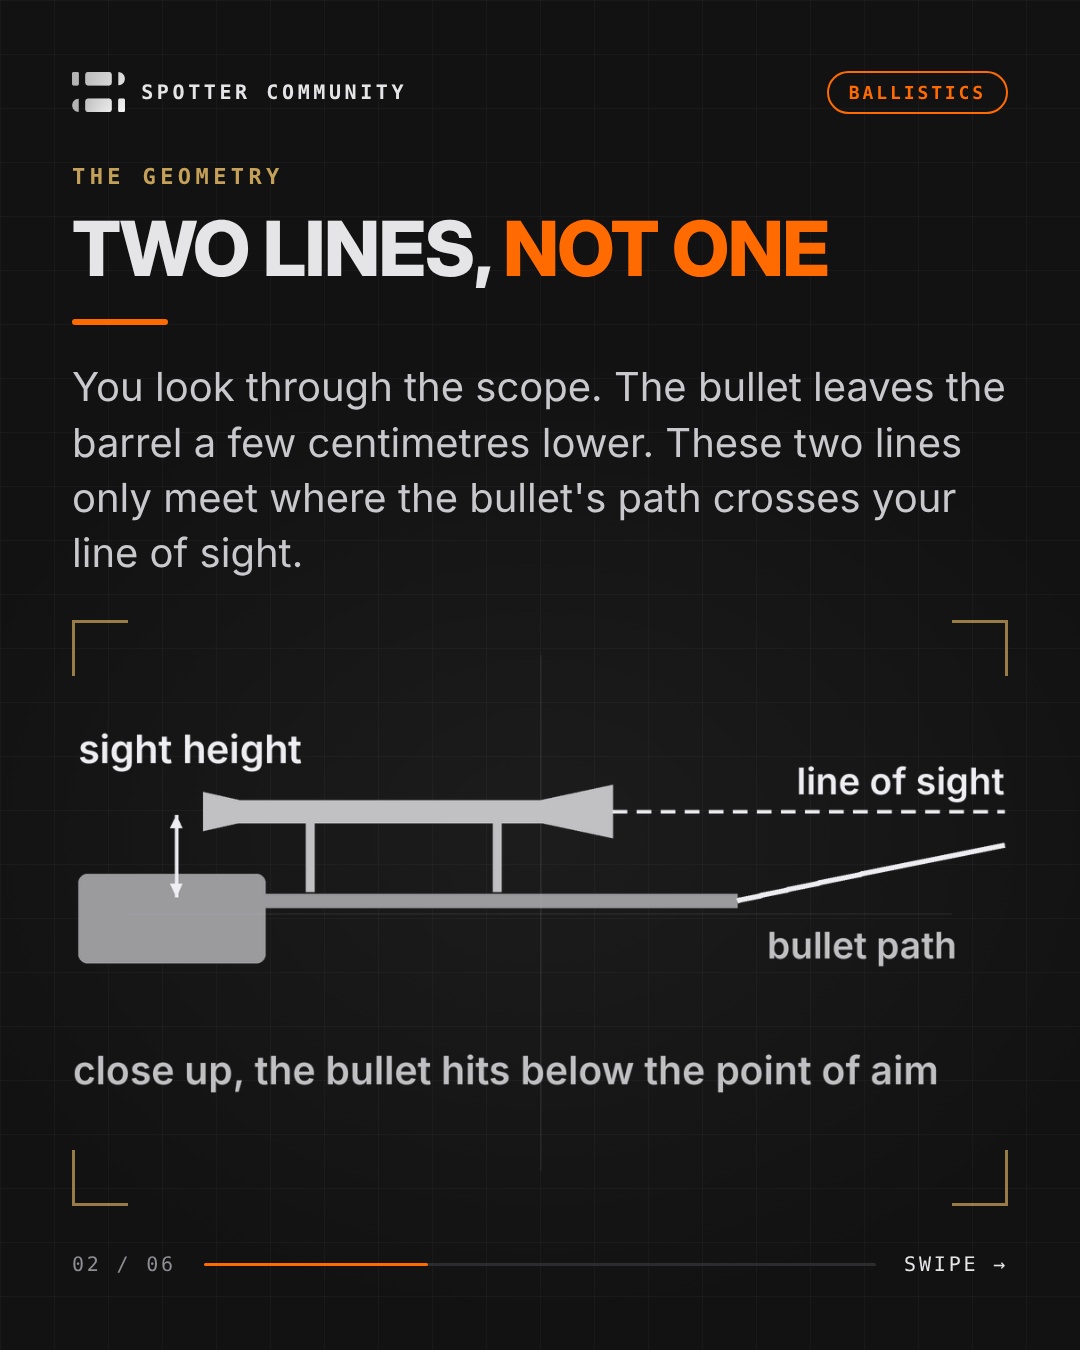 SPOTTER COMMUNITY
BALLISTICS
THE GEOMETRY
TWO LINES, NOT ONE
You look through the scope. The bullet leaves the
barrel a few centimetres lower. These two lines
only meet where the bullet's path crosses your
line of sight.
sight height
line of sight
bullet path
close up, the bullet hits below the point of aim
02 / 06
SWIPE →